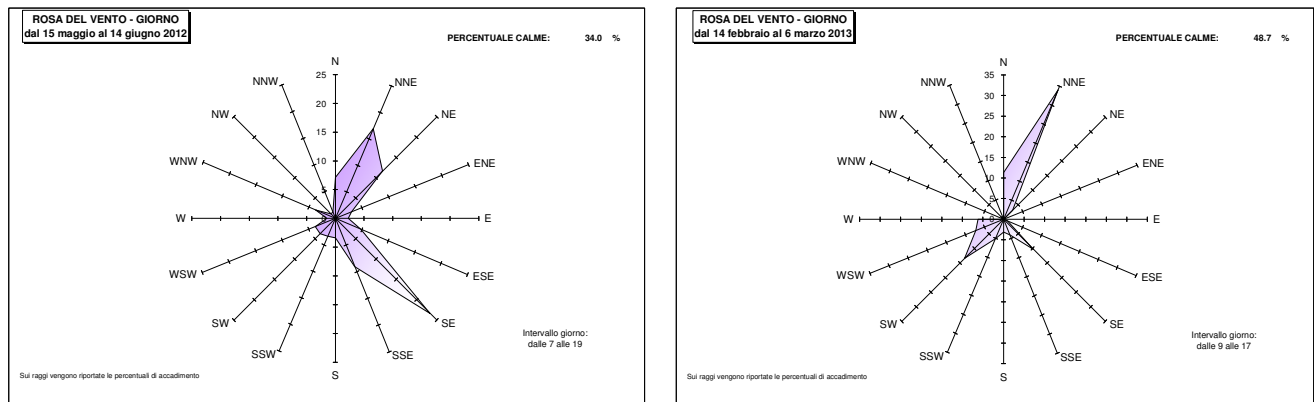 ROSA DEL VENTO - GIORNO
dal 15 maggio al 14 giugno 2012
PERCENTUALE CALME: 34.0 %
N
25
NNW
NNE
20
NW
NE
15
10
WNW
ENE
5
0
W
E
WSW
ESE
SW
SE
SSW
SSE
S
Intervallo giorno:
dalle 7 alle 19
Sui raggi vengono riportate le percentuali di accadimento
ROSA DEL VENTO - GIORNO
dal 14 febbraio al 6 marzo 2013
PERCENTUALE CALME: 48.7 %
N
35
NNW
NNE
30
25
NW
NE
20
15
WNW
ENE
10
5
0
W
E
WSW
ESE
SW
SE
SSW
SSE
S
Intervallo giorno:
dalle 9 alle 17
Sui raggi vengono riportate le percentuali di accadimento